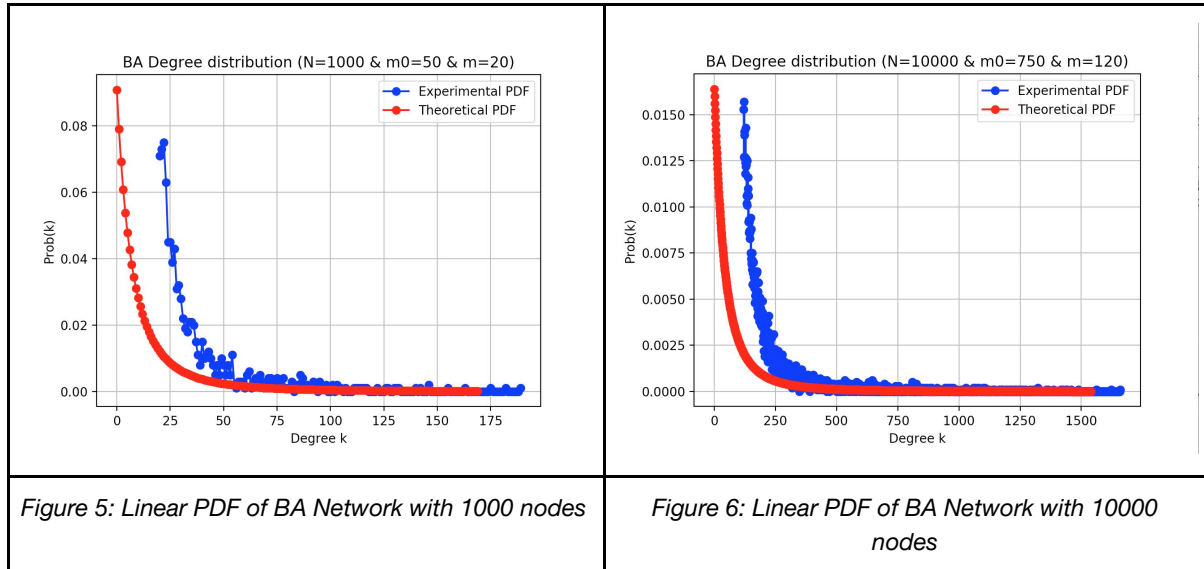 BA Degree distribution (N=1000 & m0=50 & m=20)
Experimental PDF
Theoretical PDF
0.08
0.06
0.04
0.02
0.00
Prob(k)
0
25
50
75
100
125
150
175
Degree k
BA Degree distribution (N=10000 & m0=750 & m=120)
Experimental PDF
Theoretical PDF
0.0150
0.0125
0.0100
0.0075
0.0050
0.0025
0.0000
Prob(k)
0
250
500
750
1000
1250
1500
Degree k
Figure 5: Linear PDF of BA Network with 1000 nodes
Figure 6: Linear PDF of BA Network with 10000
nodes